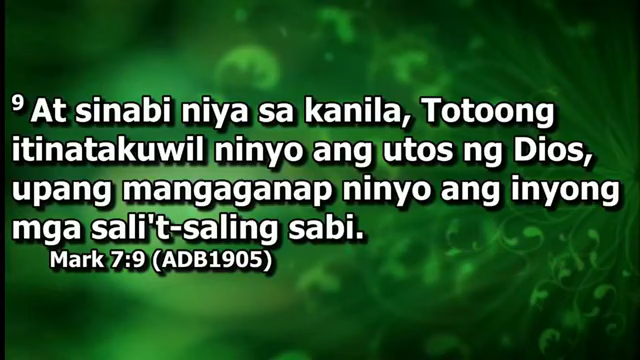 9 At sinabi niya sa kanila, Totoong
itinatakuwil ninyo ang utos ng Dios,
upang mangaganap ninyo ang inyong
mga sali't-saling sabi.
Mark 7:9 (ADB1905)